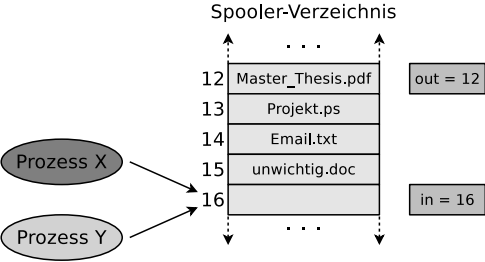 Spooler-Verzeichnis
. . .
12 Master_Thesis.pdf out = 12
13 Projekt.ps
14 Email.txt
Prozess X
15 unwichtig.doc
16 in = 16
Prozess Y
. . .